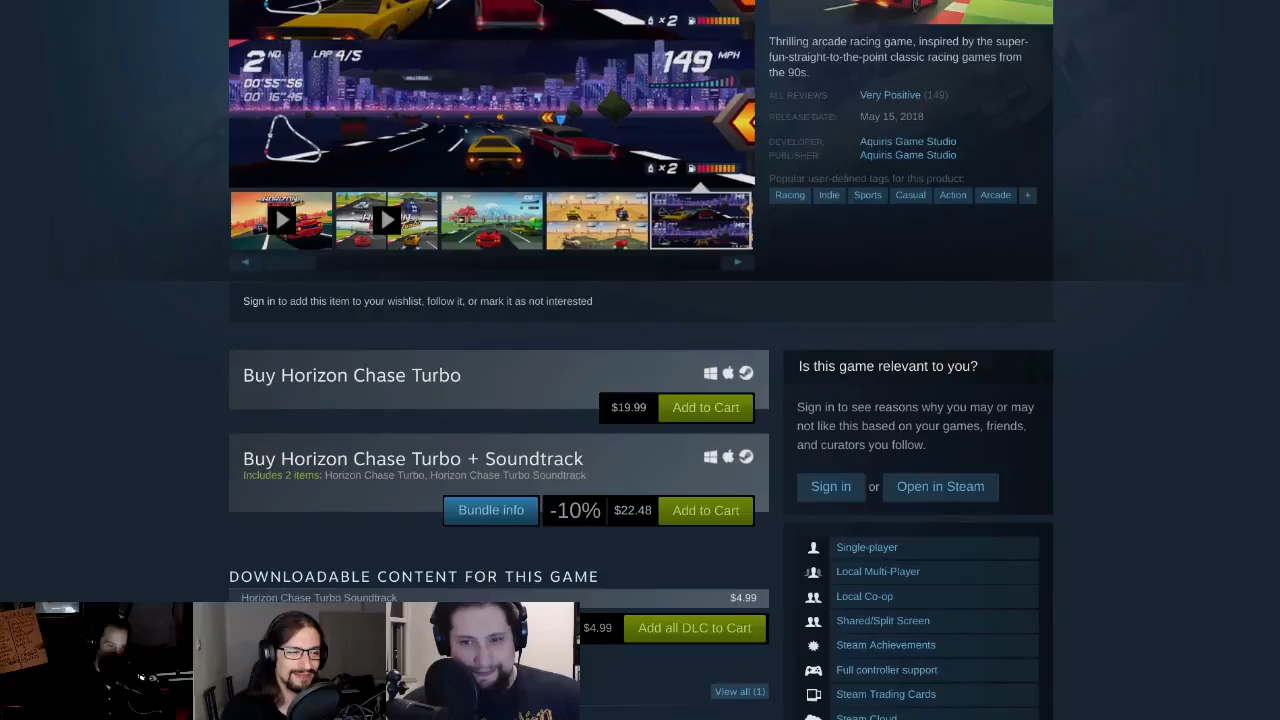 x 2
2 ND
LAP 4/5
149 MPH
00'55"56
00'16"96
x 2
Thrilling arcade racing game, inspired by the super-
fun-straight-to-the-point classic racing games from
the 90s.
ALL REVIEWS:
Very Positive (149)
RELEASE DATE:
May 15, 2018
DEVELOPER:
Aquiris Game Studio
PUBLISHER:
Aquiris Game Studio
Popular user-defined tags for this product:
Racing Indie Sports Casual Action Arcade +
Sign in to add this item to your wishlist, follow it, or mark it as not interested
Buy Horizon Chase Turbo
$19.99 Add to Cart
Buy Horizon Chase Turbo + Soundtrack
Includes 2 items: Horizon Chase Turbo, Horizon Chase Turbo Soundtrack
Bundle info -10% $22.48 Add to Cart
DOWNLOADABLE CONTENT FOR THIS GAME
Horizon Chase Turbo Soundtrack $4.99
$4.99 Add all DLC to Cart
View all (1)
Is this game relevant to you?
Sign in to see reasons why you may or may
not like this based on your games, friends,
and curators you follow.
Sign in or Open in Steam
Single-player
Local Multi-Player
Local Co-op
Shared/Split Screen
Steam Achievements
Full controller support
Steam Trading Cards
Steam Cloud